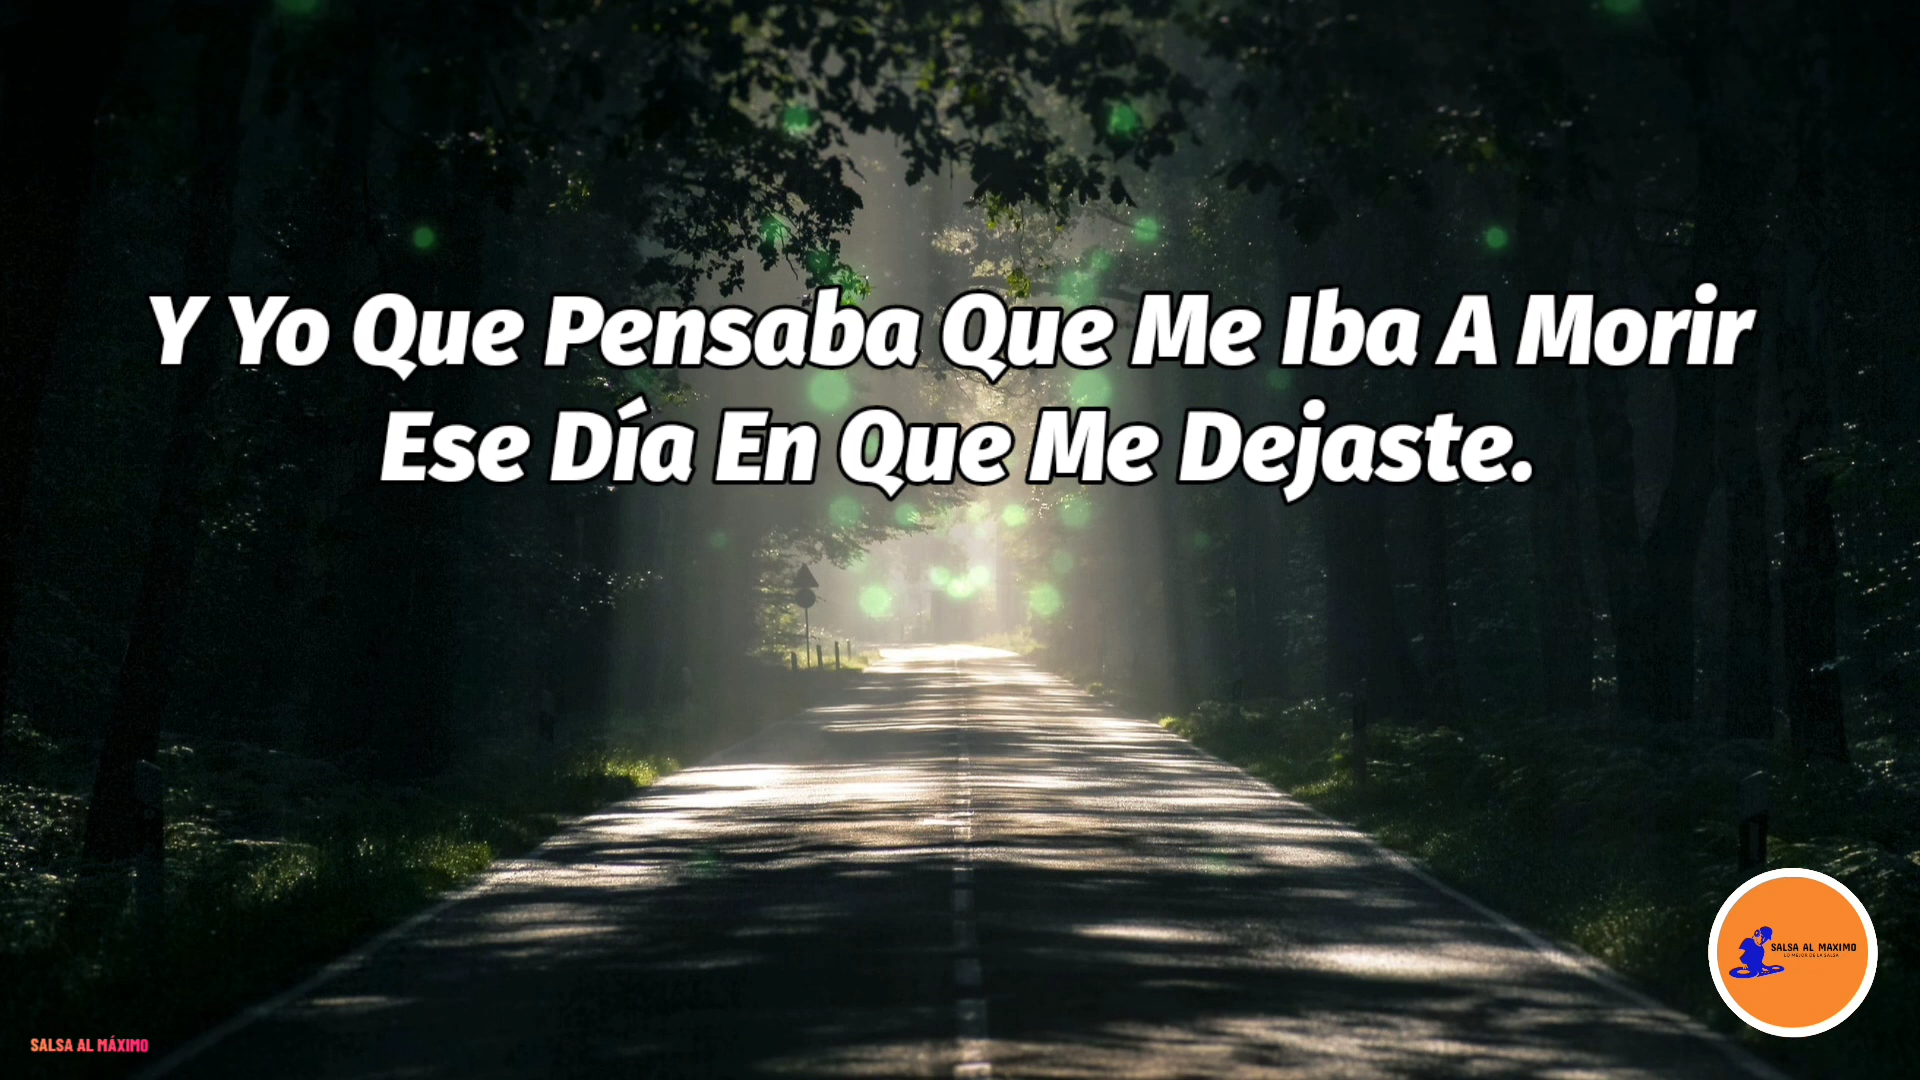 Y Yo Que Pensaba Que Me Iba A Morir
Ese Día En Que Me Dejaste.
SALSA AL MAXIMO
LO MEJOR DE LA SALSA
SALSA AL MÁXIMO